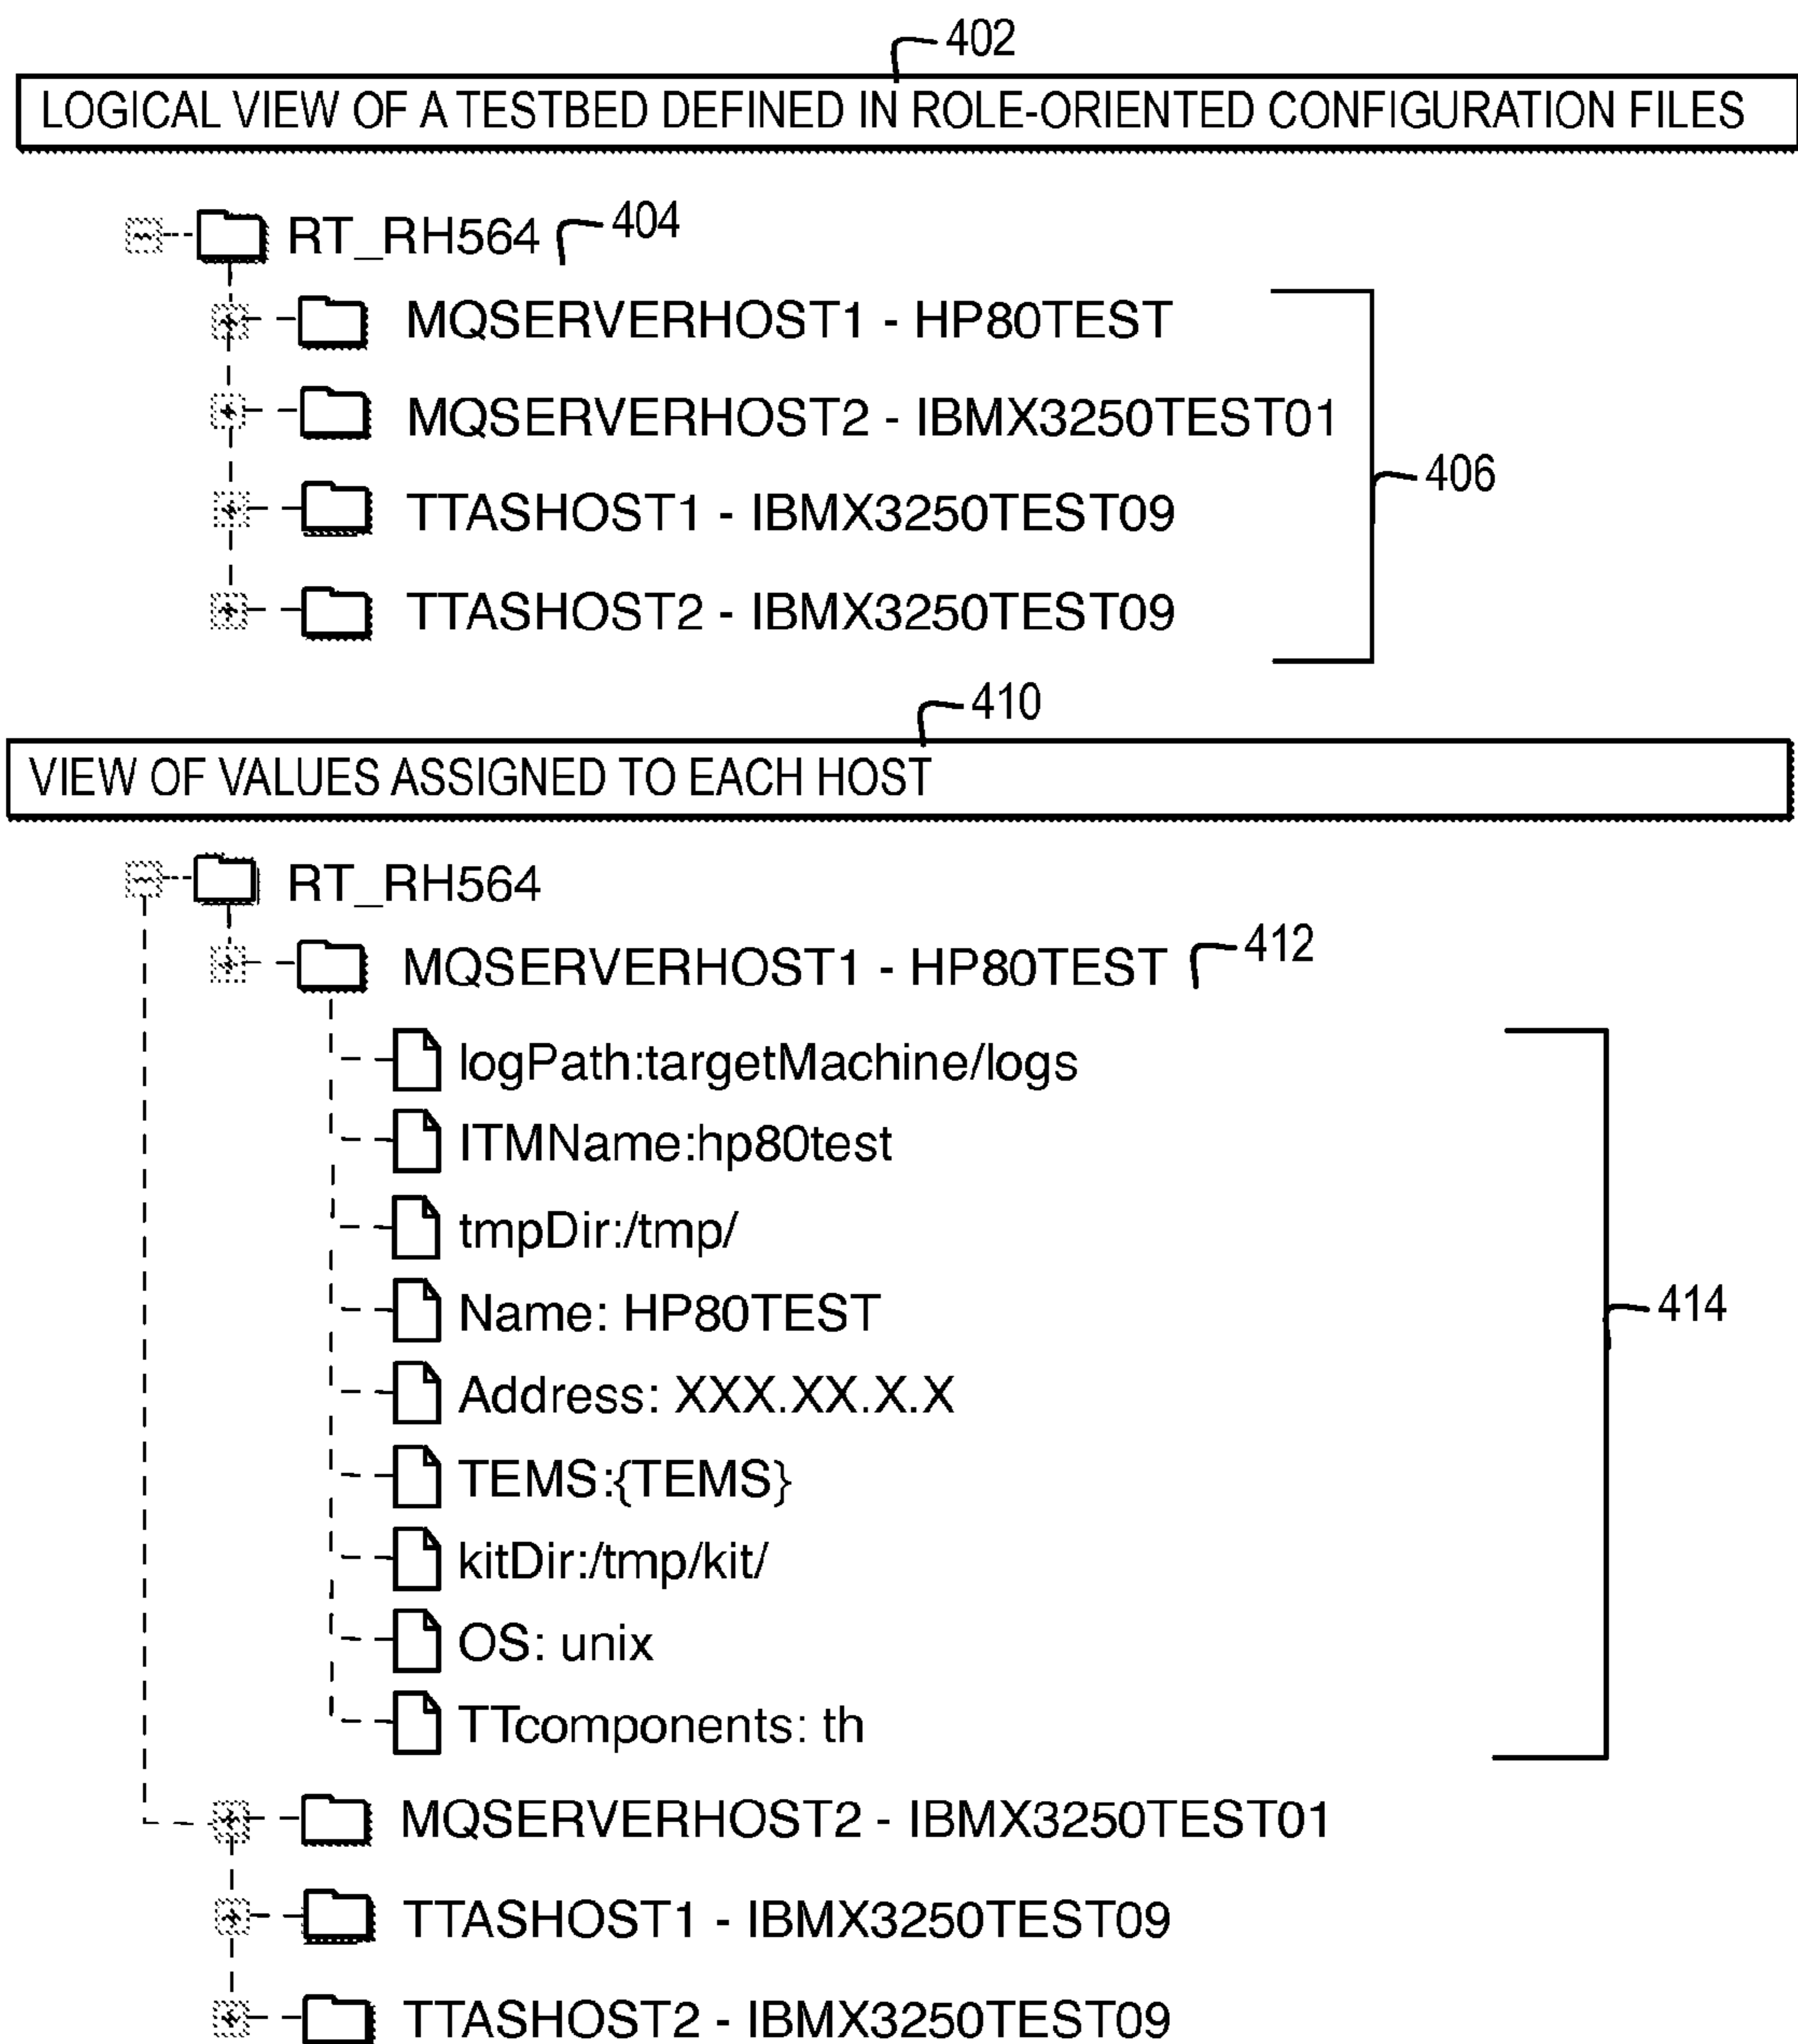 402
LOGICAL VIEW OF A TESTBED DEFINED IN ROLE-ORIENTED CONFIGURATION FILES
RT_RH564 404
MQSERVERHOST1 - HP80TEST
MQSERVERHOST2 - IBMX3250TEST01
406
TTASHOST1 - IBMX3250TEST09
TTASHOST2 - IBMX3250TEST09
410
VIEW OF VALUES ASSIGNED TO EACH HOST
RT_RH564
MQSERVERHOST1 - HP80TEST 412
logPath:targetMachine/logs
ITMName:hp80test
tmpDir:/tmp/
Name: HP80TEST
414
Address: XXX.XX.X.X
TEMS:{TEMS}
kitDir:/tmp/kit/
OS: unix
TTcomponents: th
MQSERVERHOST2 - IBMX3250TEST01
TTASHOST1 - IBMX3250TEST09
TTASHOST2 - IBMX3250TEST09